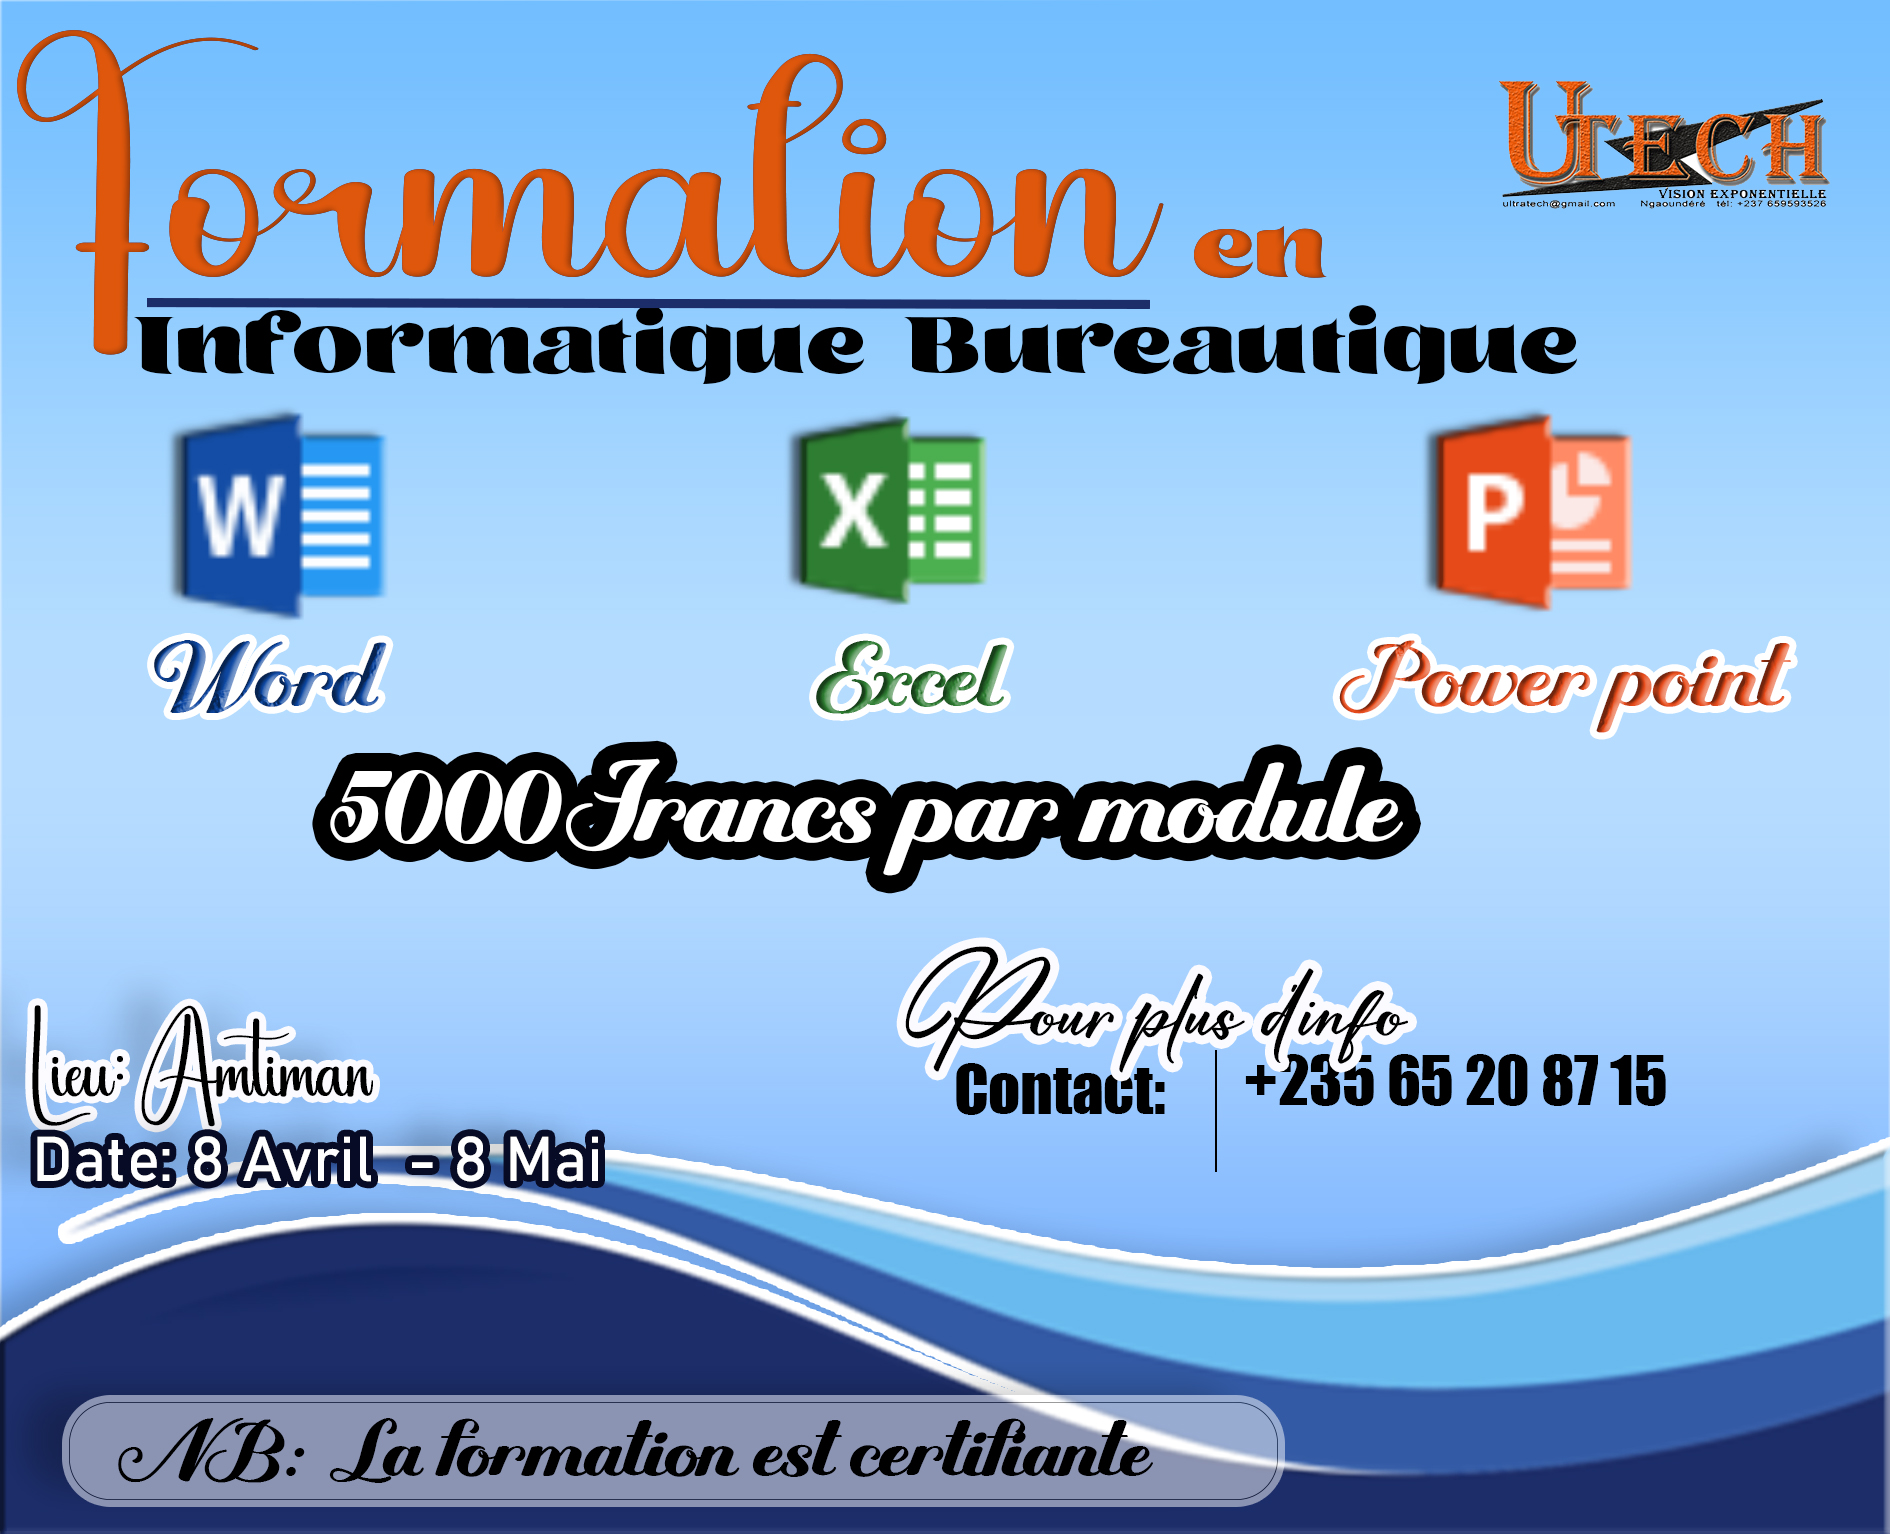 Formation en
UTECH
VISION EXPONENTIELLE
ultratech@gmail.com Ngaoundéré tél: +237 659593526
Informatique Bureautique
W
X
P
Word
Excel
Power point
5000 Francs par module
Pour plus d'info
Contact: +235 65 20 87 15
Lieu: Amtiman
Date: 8 Avril - 8 Mai
NB: La formation est certifiante